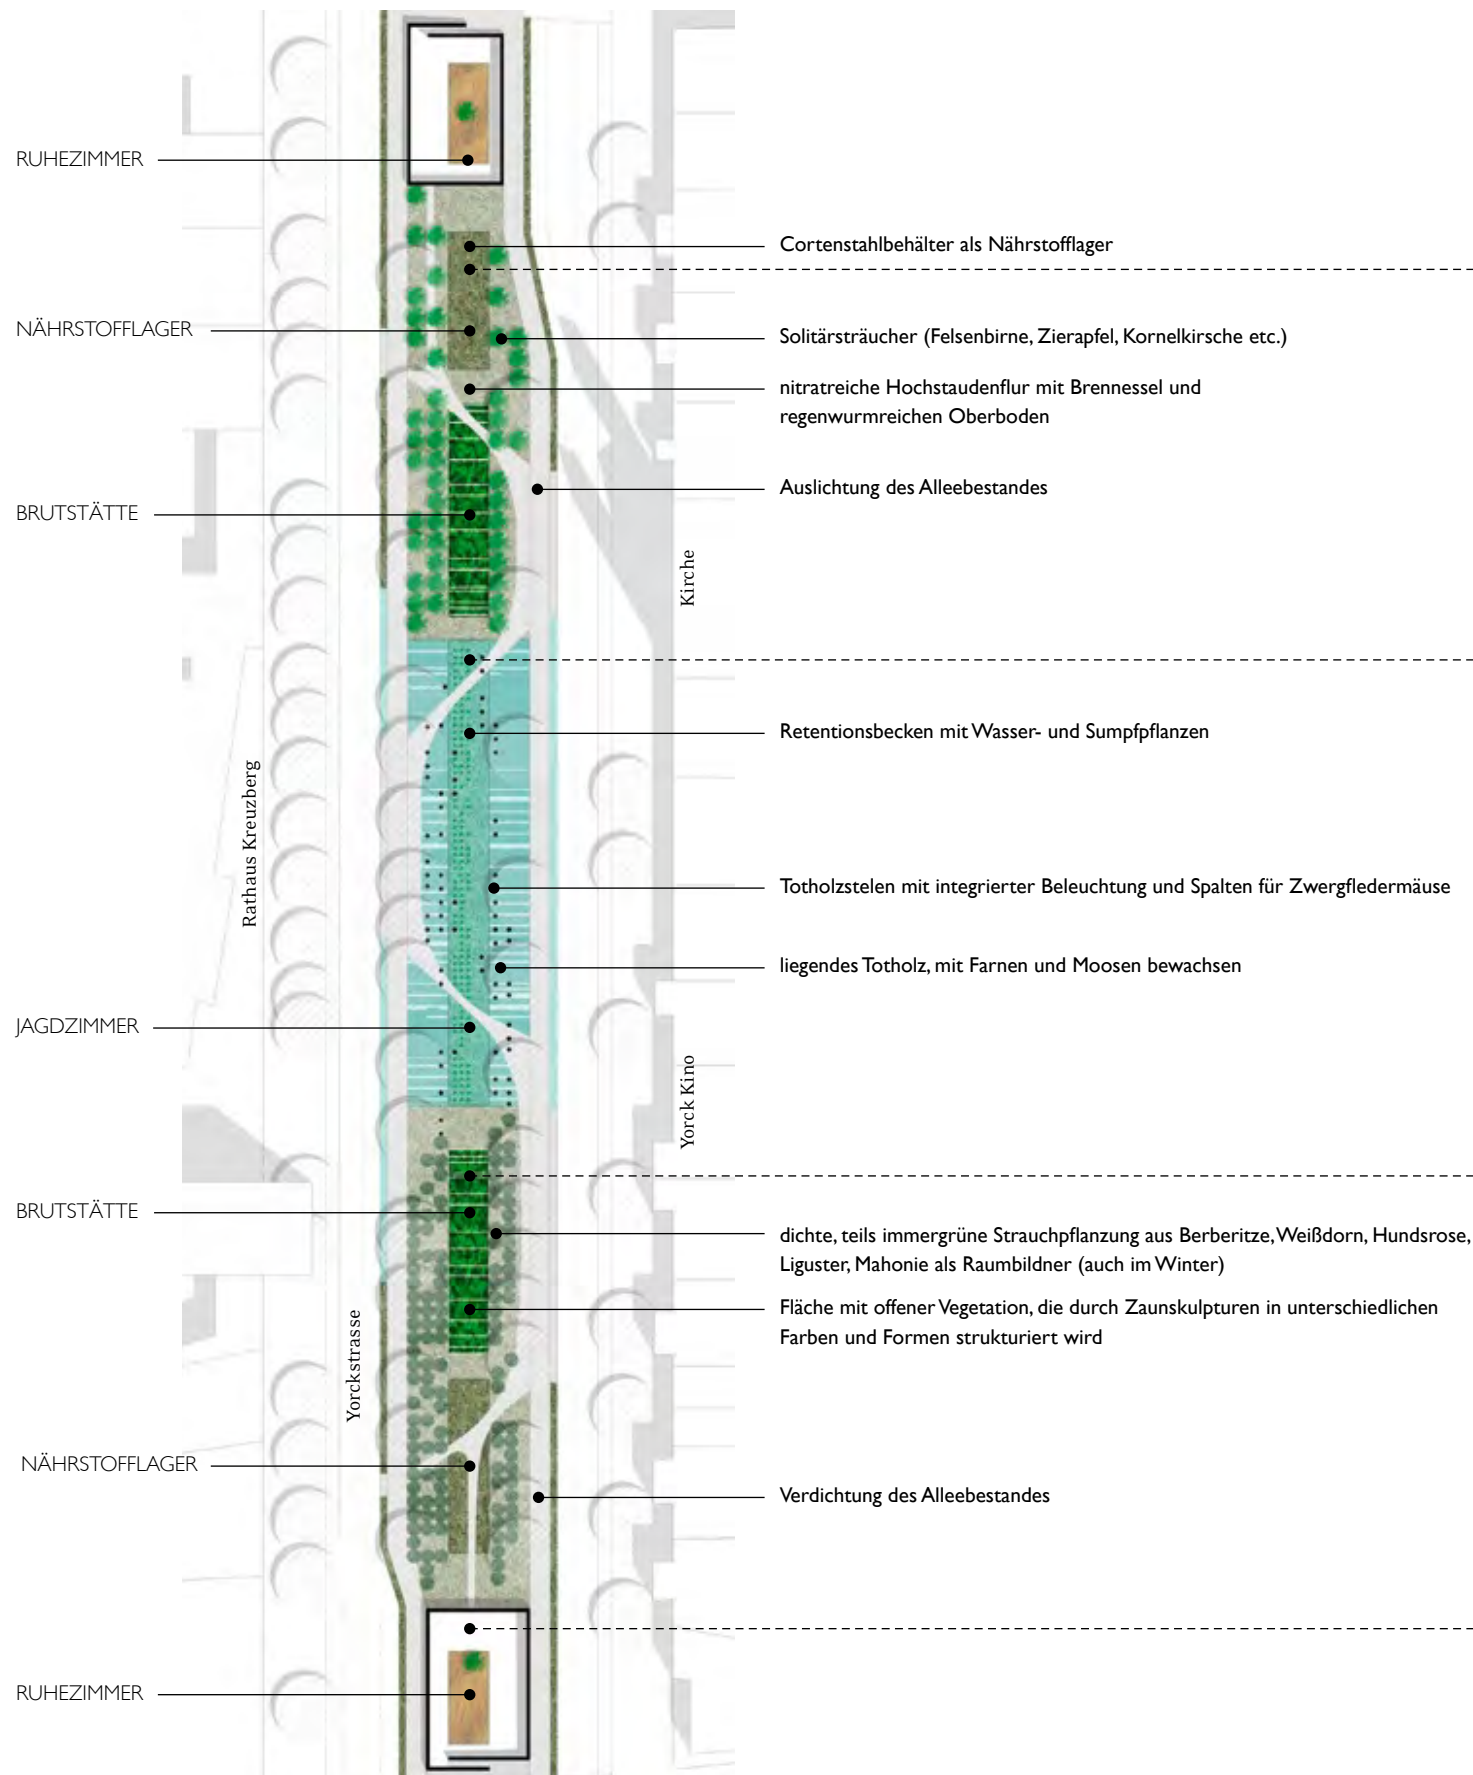 RUHEZIMMER
Cortenstahlbehälter als Nährstofflager
NÄHRSTOFFLAGER
Solitärsträucher (Felsenbirne, Zierapfel, Kornelkirsche etc.)
nitratreiche Hochstaudenflur mit Brennessel und
regenwurmreichen Oberboden
Auslichtung des Alleebestandes
BRUTSTÄTTE
Kirche
Retentionsbecken mit Wasser- und Sumpfpflanzen
Rathaus Kreuzberg
Totholzstelen mit integrierter Beleuchtung und Spalten für Zwergfledermäuse
liegendes Totholz, mit Farnen und Moosen bewachsen
JAGDZIMMER
Yorck Kino
BRUTSTÄTTE
dichte, teils immergrüne Strauchpflanzung aus Berberitze, Weißdorn, Hundsrose,
Liguster, Mahonie als Raumbildner (auch im Winter)
Fläche mit offener Vegetation, die durch Zaunskulpturen in unterschiedlichen
Farben und Formen strukturiert wird
Yorckstrasse
NÄHRSTOFFLAGER
Verdichtung des Alleebestandes
RUHEZIMMER